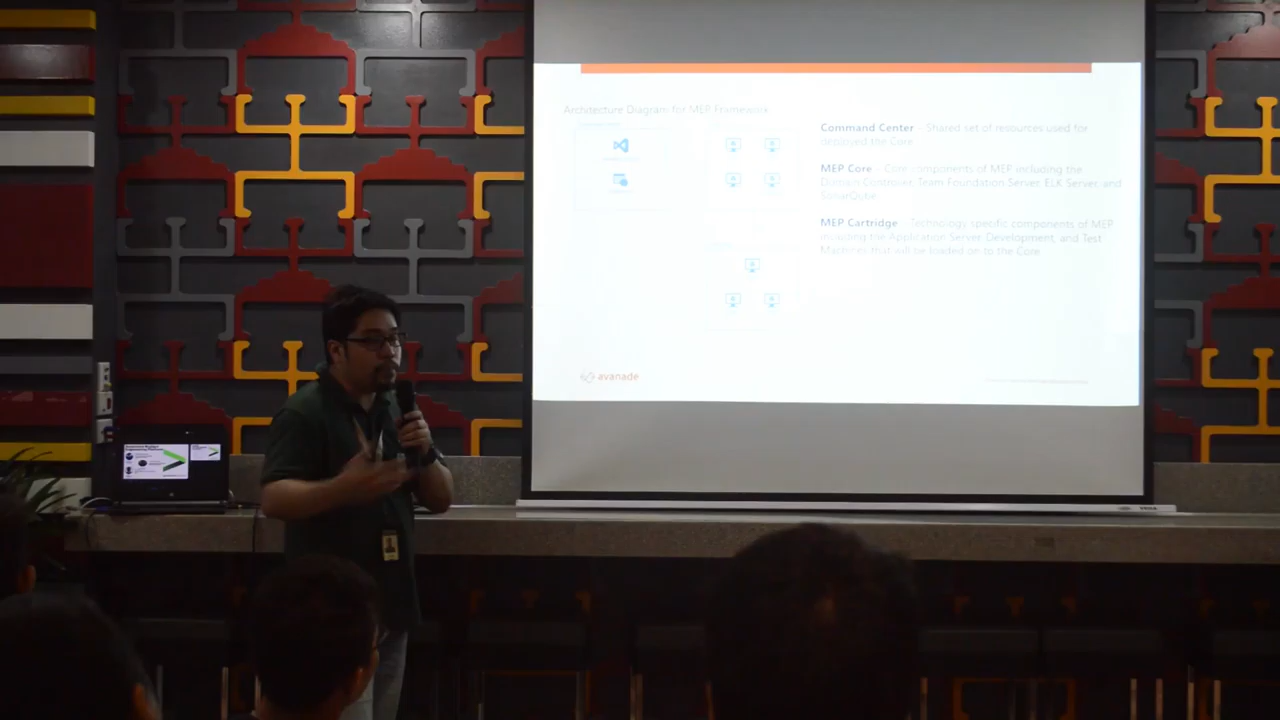 Architecture Diagram for MEP Framework
Command Center - Shared set of resources used for
deployed the Core
MEP Core - Core components of MEP including the
Domain Controller, Team Foundation Server, ELK Server, and
SonarQube
MEP Cartridge - Technology specific components of MEP
including the Application Server, Development, and Test
Machines that will be loaded on to the Core
avanade